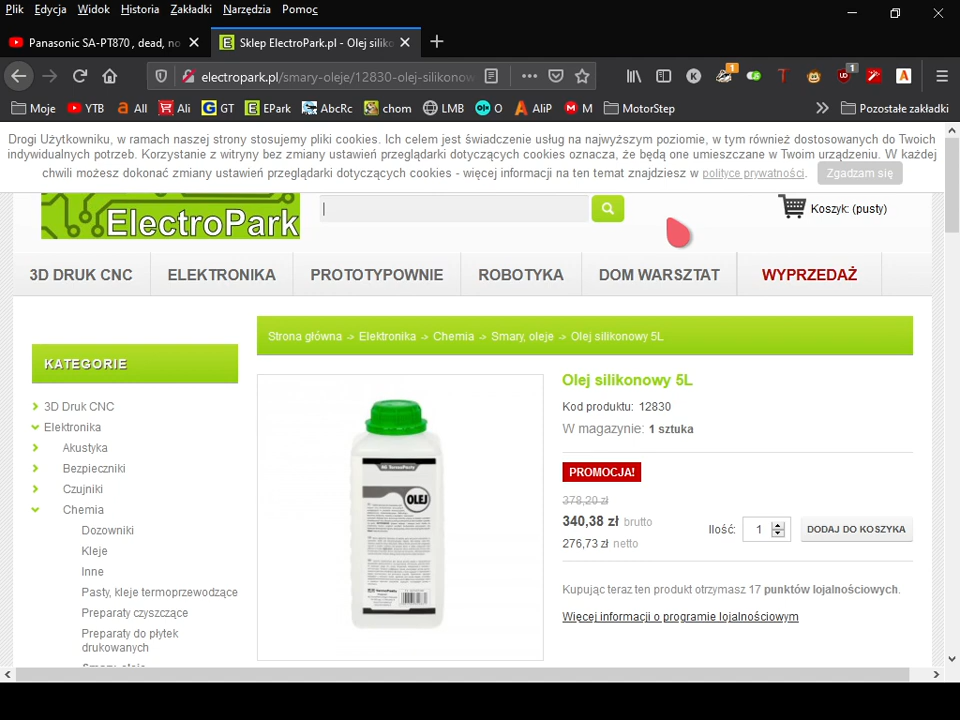 Plik Edycja Widok Historia Zakładki Narzędzia Pomoc
Panasonic SA-PT870 , dead, no
Sklep ElectroPark.pl - Olej siliko
electropark.pl/smary-oleje/12830-olej-silikonow
Moje YTB All Ali GT EPark AbcRc chom LMB O AliP M MotorStep Pozostałe zakładki
Drogi Użytkowniku, w ramach naszej strony stosujemy pliki cookies. Ich celem jest świadczenie usług na najwyższym poziomie, w tym również dostosowanych do Twoich
indywidualnych potrzeb. Korzystanie z witryny bez zmiany ustawień przeglądarki dotyczących cookies oznacza, że będą one umieszczane w Twoim urządzeniu. W każdej
chwili możesz dokonać zmiany ustawień przeglądarki dotyczących cookies - więcej informacji na ten temat znajdziesz w polityce prywatności. Zgadzam się
ElectroPark
Koszyk: (pusty)
3D DRUK CNC ELEKTRONIKA PROTOTYPOWNIE ROBOTYKA DOM WARSZTAT WYPRZEDAŻ
Strona główna -> Elektronika -> Chemia -> Smary, oleje -> Olej silikonowy 5L
KATEGORIE
3D Druk CNC
Elektronika
Akustyka
Bezpieczniki
Czujniki
Chemia
Dozowniki
Kleje
Inne
Pasty, kleje termoprzewodzące
Preparaty czyszczące
Preparaty do płytek
drukowanych
Smary, oleje
OLEJ
Olej silikonowy 5L
Kod produktu: 12830
W magazynie: 1 sztuka
PROMOCJA!
378,20 zł
340,38 zł brutto
276,73 zł netto
Ilość: 1 DODAJ DO KOSZYKA
Kupując teraz ten produkt otrzymasz 17 punktów lojalnościowych.
Więcej informacji o programie lojalnościowym